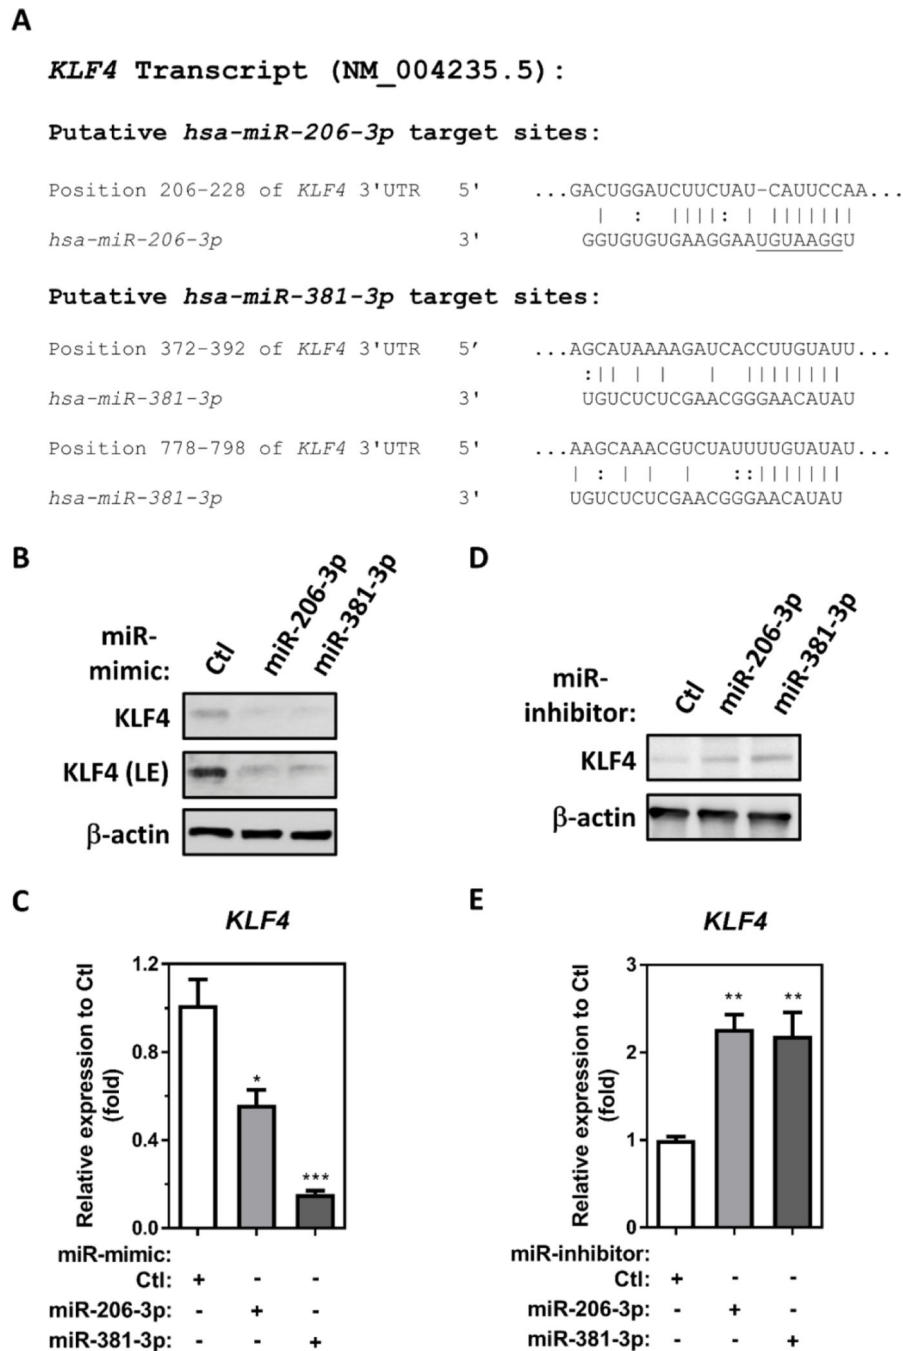 A
KLF4 Transcript (NM_004235.5):
Putative hsa-miR-206-3p target sites:
Position 206-228 of KLF4 3'UTR 5' ...GACUGGAUCUUCUAU-CAUUCCAA...
| : ||||: | |||||||
hsa-miR-206-3p 3' GGUGUGUGAAGGAAUGUAAGGU
Putative hsa-miR-381-3p target sites:
Position 372-392 of KLF4 3'UTR 5′ ...AGCAUAAAAGAUCACCUUGUAUU...
:|| | | | ||||||||
hsa-miR-381-3p 3' UGUCUCUCGAACGGGAACAUAU
Position 778-798 of KLF4 3'UTR 5' ...AAGCAAACGUCUAUUUUGUAUAU...
| : | | | ::|||||||
hsa-miR-381-3p 3' UGUCUCUCGAACGGGAACAUAU
B
miR-mimic:
Ctl
miR-206-3p
miR-381-3p
KLF4
KLF4 (LE)
β-actin
D
miR-inhibitor:
Ctl
miR-206-3p
miR-381-3p
KLF4
β-actin
C
KLF4
Relative expression to Ctl
(fold)
1.2
0.8
0.4
0.0
*
***
miR-mimic:
Ctl: + - -
miR-206-3p: - + -
miR-381-3p: - - +
E
KLF4
Relative expression to Ctl
(fold)
3
2
1
0
**
**
miR-inhibitor:
Ctl: + - -
miR-206-3p: - + -
miR-381-3p: - - +